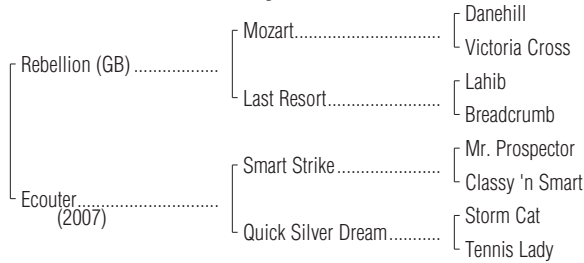 Danehill
Mozart..................................
Victoria Cross
Rebellion (GB) ..................
Lahib
Last Resort...........................
Breadcrumb
Mr. Prospector
Smart Strike .........................
Classy 'n Smart
Ecouter..............................
(2007)
Storm Cat
Quick Silver Dream...........
Tennis Lady